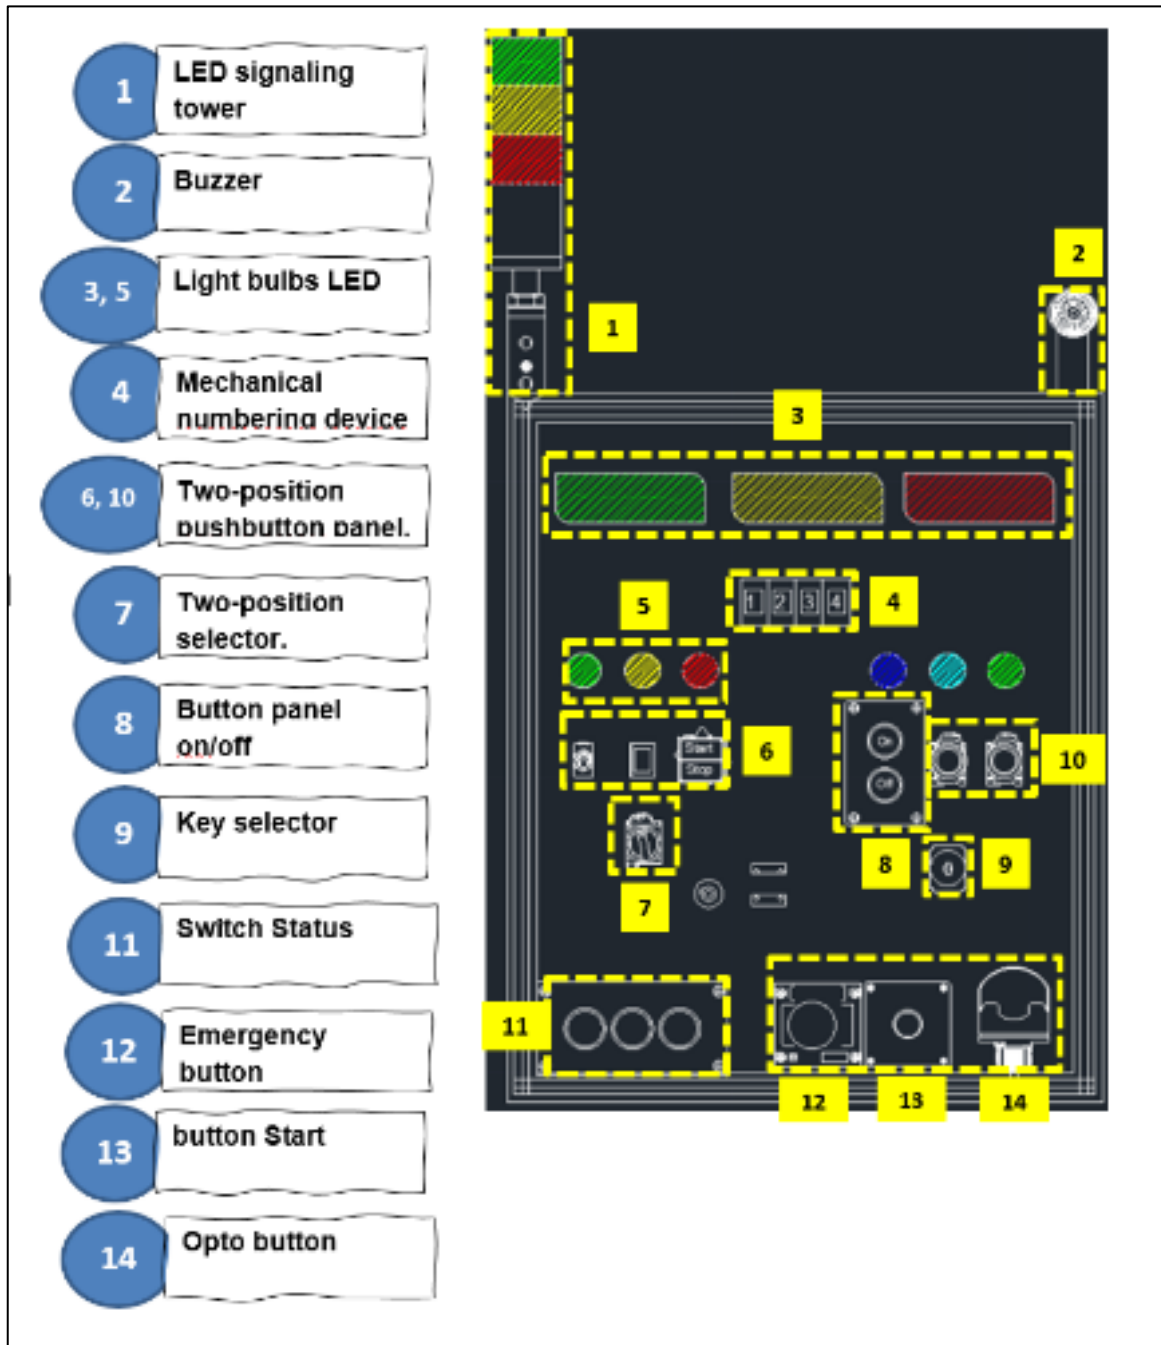 1
LED signaling
tower
2
Buzzer
3, 5
Light bulbs LED
4
Mechanical
numbering device
6, 10
Two-position
pushbutton panel.
7
Two-position
selector.
8
Button panel
on/off
9
Key selector
11
Switch Status
12
Emergency
button
13
button Start
14
Opto button
2
1
3
1 2 3 4
4
5
Start
Stop
6
On
Off
10
7
8
0
9
11
12
13
14